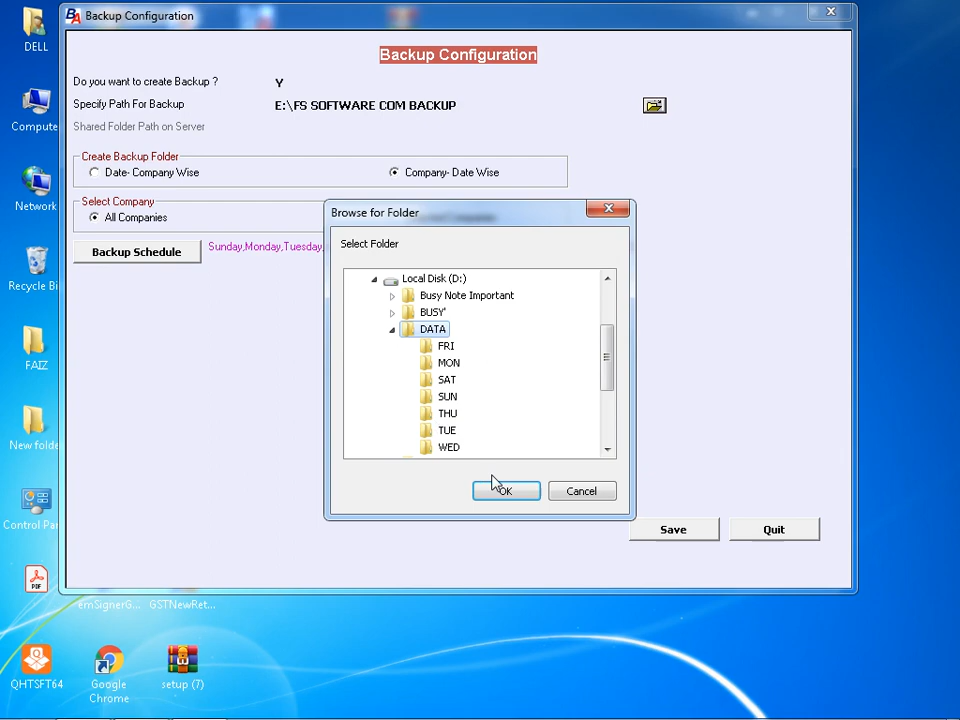 DELL
Compute
Network
Recycle Bi
FAIZ
New folde
Control Pan
QHTSFT64
emSignerG...
GSTNewRet...
Google
Chrome
setup (7)
PDF
BA Backup Configuration
Backup Configuration
Do you want to create Backup ? Y
Specify Path For Backup E:\FS SOFTWARE COM BACKUP
Shared Folder Path on Server
Create Backup Folder
Date- Company Wise Company- Date Wise
Select Company
All Companies
Backup Schedule Sunday,Monday,Tuesday,
Browse for Folder
Select Folder
Local Disk (D:)
Busy Note Important
BUSY'
DATA
FRI
MON
SAT
SUN
THU
TUE
WED
OK Cancel
Save Quit